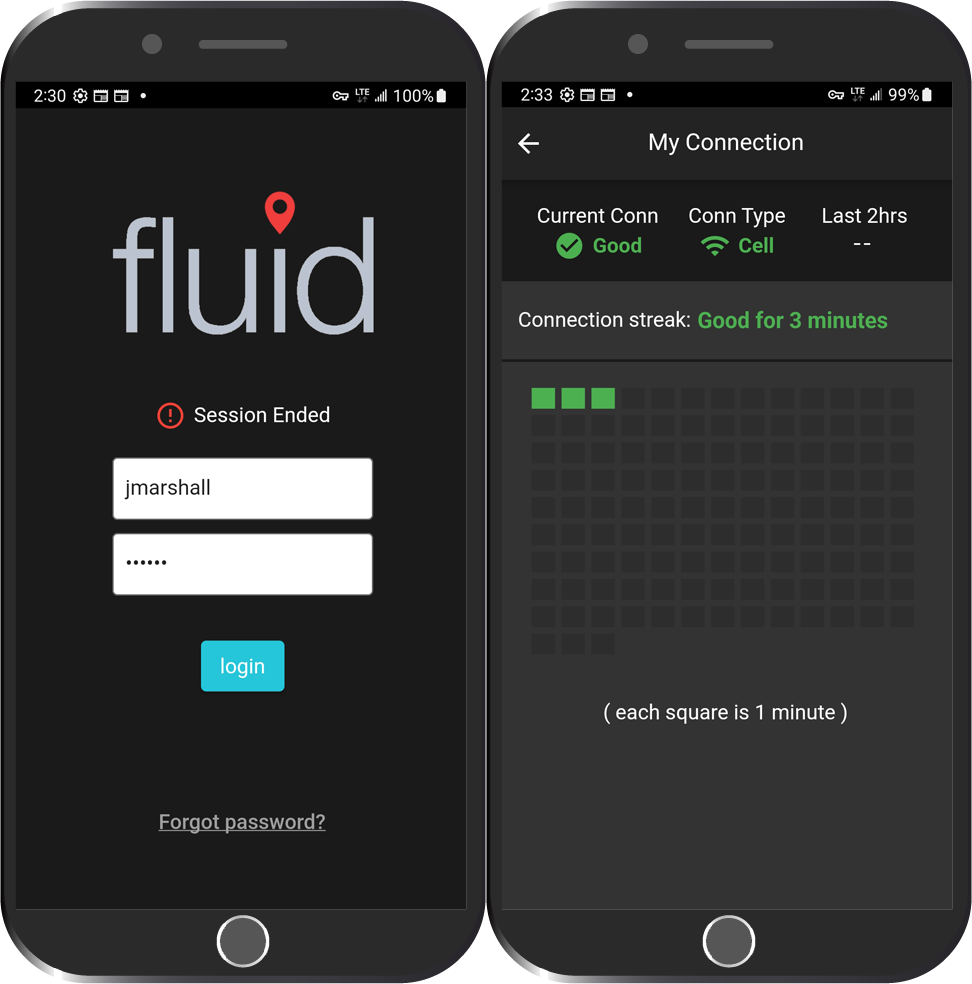 2:30
LTE
100%
fluid
Session Ended
jmarshall
••••••
login
Forgot password?
2:33
LTE
99%
My Connection
Current Conn
Good
Conn Type
Cell
Last 2hrs
--
Connection streak: Good for 3 minutes
( each square is 1 minute )